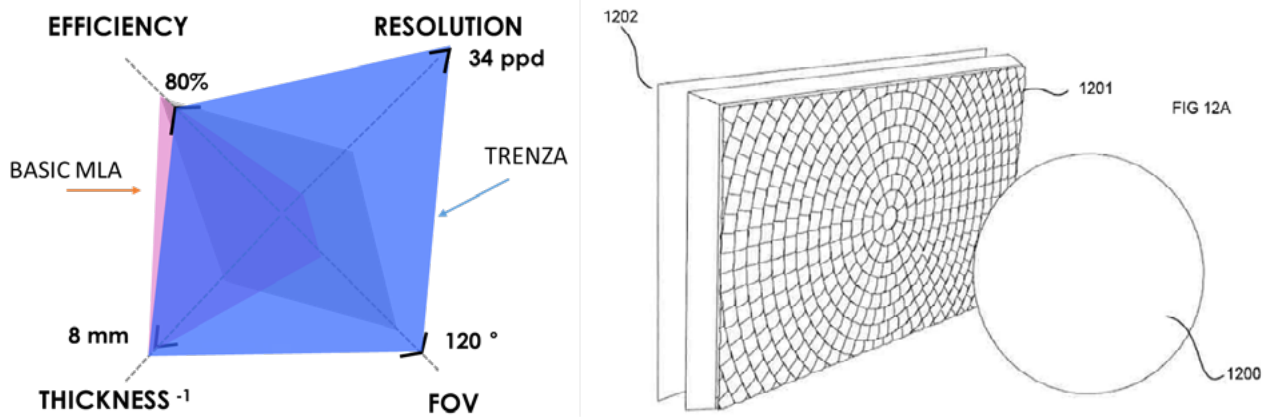 EFFICIENCY
RESOLUTION
80%
34 ppd
BASIC MLA
TRENZA
8 mm
120 °
THICKNESS -1
FOV
1202
1201
FIG 12A
1200